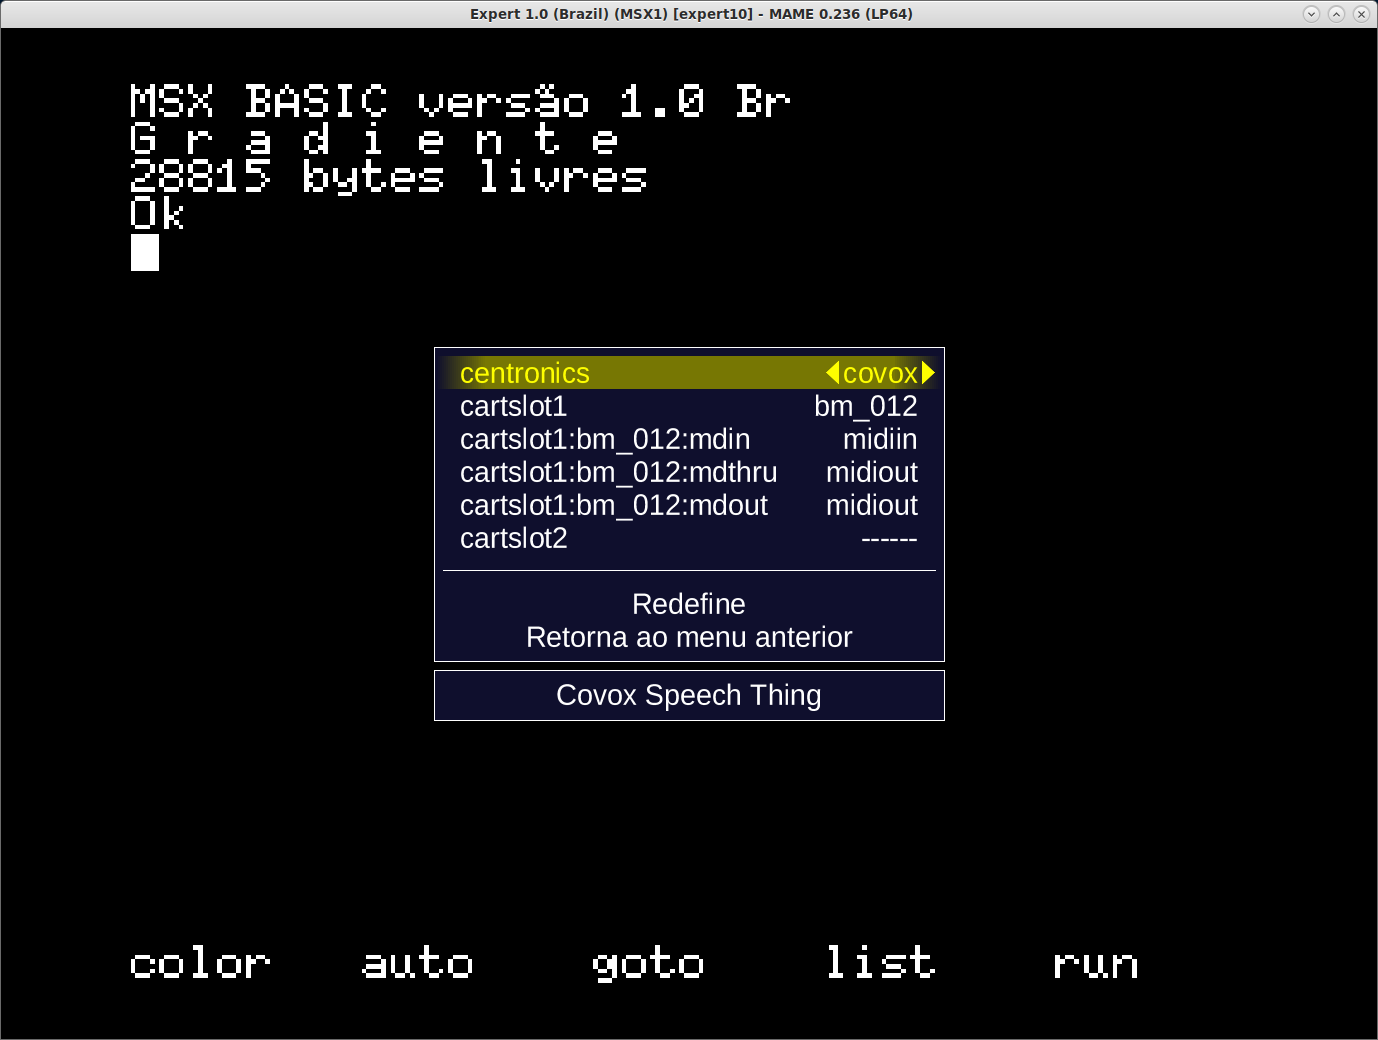 Expert 1.0 (Brazil) (MSX1) [expert10] - MAME 0.236 (LP64)
MSX BASIC versão 1.0 Br
G r a d i e n t e
28815 bytes livres
Ok
centronics covox
cartslot1 bm_012
cartslot1:bm_012:mdin midiin
cartslot1:bm_012:mdthru midiout
cartslot1:bm_012:mdout midiout
cartslot2 ------
Redefine
Retorna ao menu anterior
Covox Speech Thing
color auto goto list run